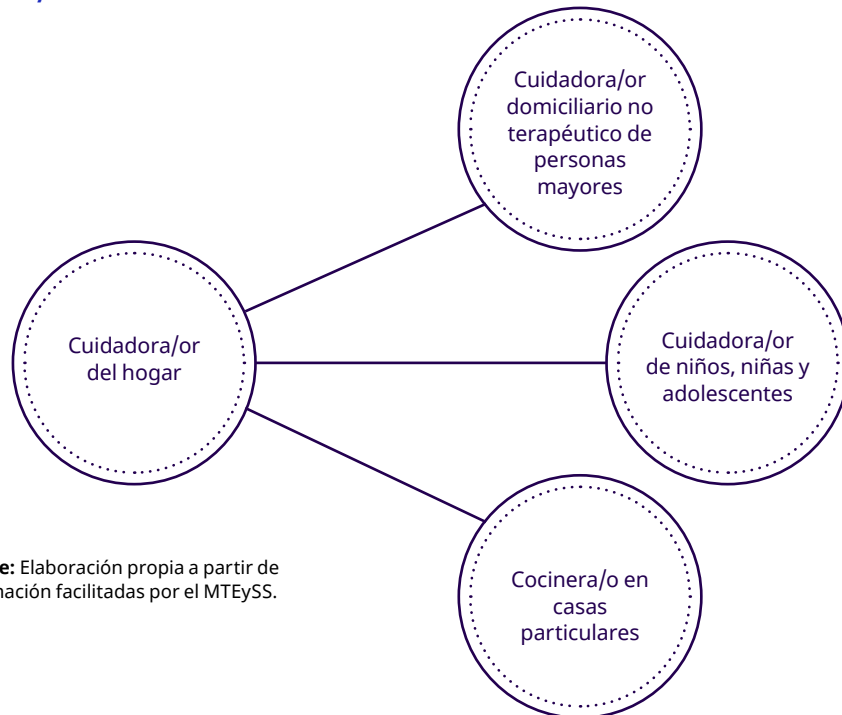 Cuidadora/or
domiciliario no
terapéutico de
personas
mayores
Cuidadora/or
del hogar
Cuidadora/or
de niños, niñas y
adolescentes
Elaboración propia a partir de
facilitadas por el MTEySS.
Cocinera/o en
casas
particulares